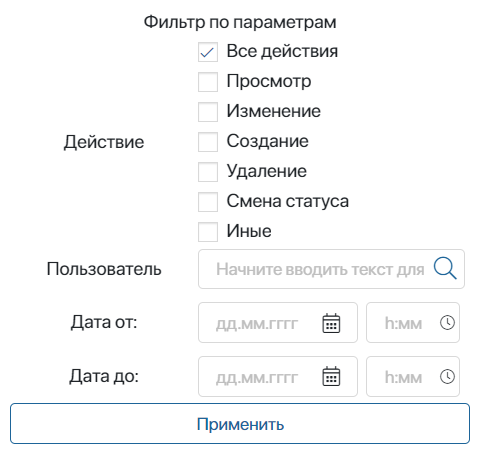 Фильтр по параметрам
Все действия
Просмотр
Изменение
Действие
Создание
Удаление
Смена статуса
Иные
Пользователь
Начните вводить текст для
Дата от:
дд.мм.гггг
h:мм
Дата до:
дд.мм.гггг
h:мм
Применить